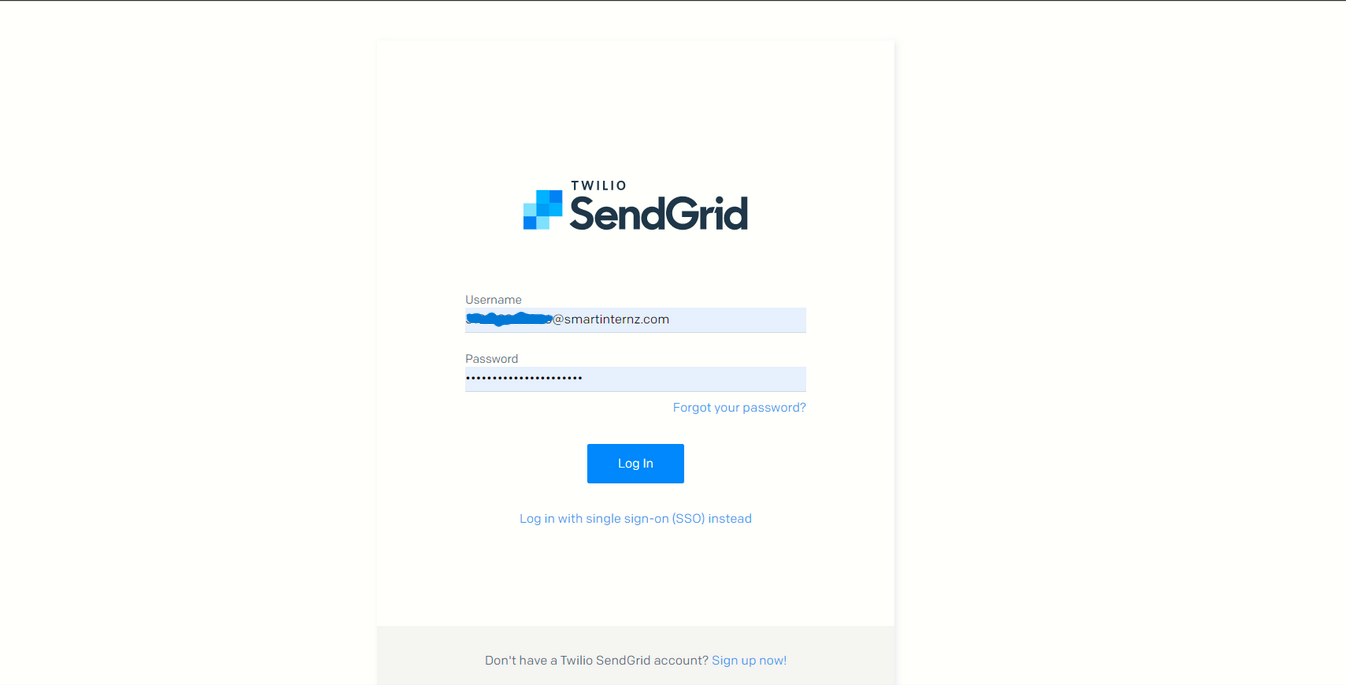 TWILIO
SendGrid
Username
@smartinternz.com
Password
••••••••••••••••••••••
Forgot your password?
Log In
Log in with single sign-on (SSO) instead
Don't have a Twilio SendGrid account? Sign up now!